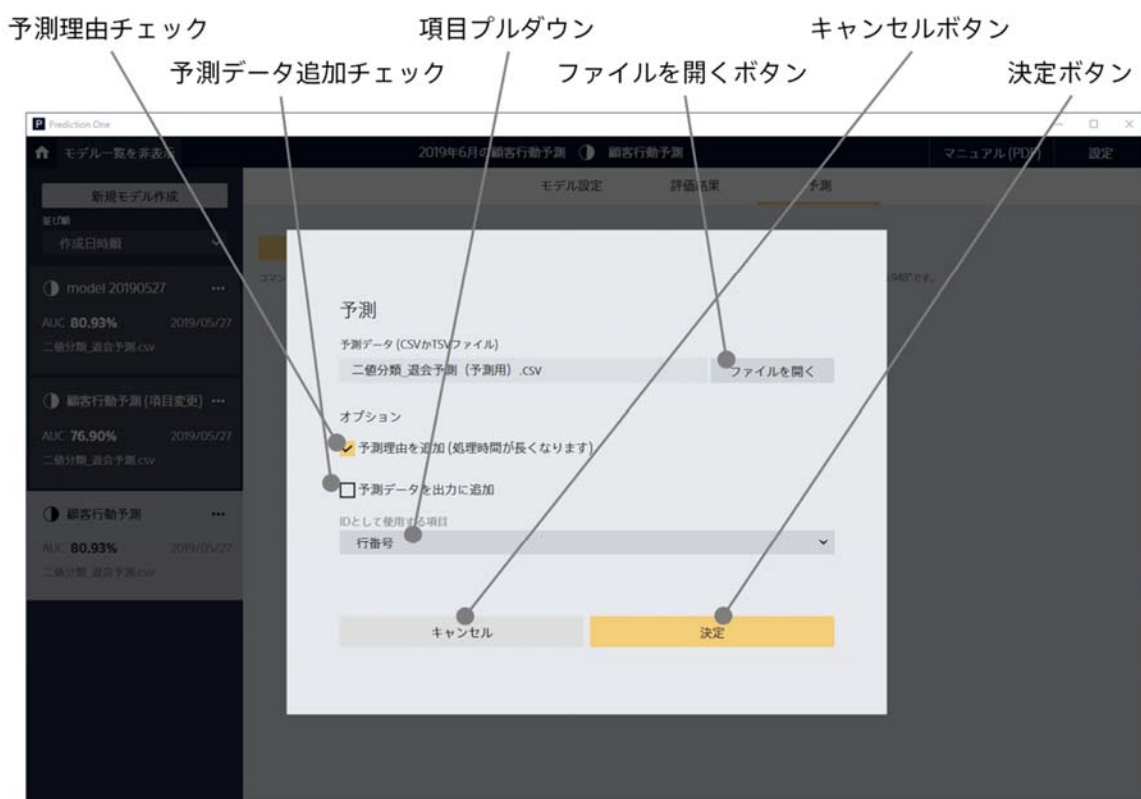 予測理由チェック
項目プルダウン
キャンセルボタン
予測データ追加チェック
ファイルを開くボタン
決定ボタン
P Prediction One
モデル一覧を非表示
2019年6月の顧客行動予測
顧客行動予測
マニュアル (PDF)
設定
新規モデル作成
モデル設定
評価結果
予測
並び順
作成日時順
コマン
model 20190527
AUC 80.93%
2019/05/27
二値分類_退会予測.csv
顧客行動予測 (項目変更)
AUC 76.90%
2019/05/27
二値分類_退会予測.csv
顧客行動予測
AUC 80.93%
2019/05/27
二値分類_退会予測.csv
予測
予測データ (CSVかTSVファイル)
二値分類_退会予測（予測用）.csv
ファイルを開く
オプション
予測理由を追加 (処理時間が長くなります)
予測データを出力に追加
IDとして使用する項目
行番号
キャンセル
決定